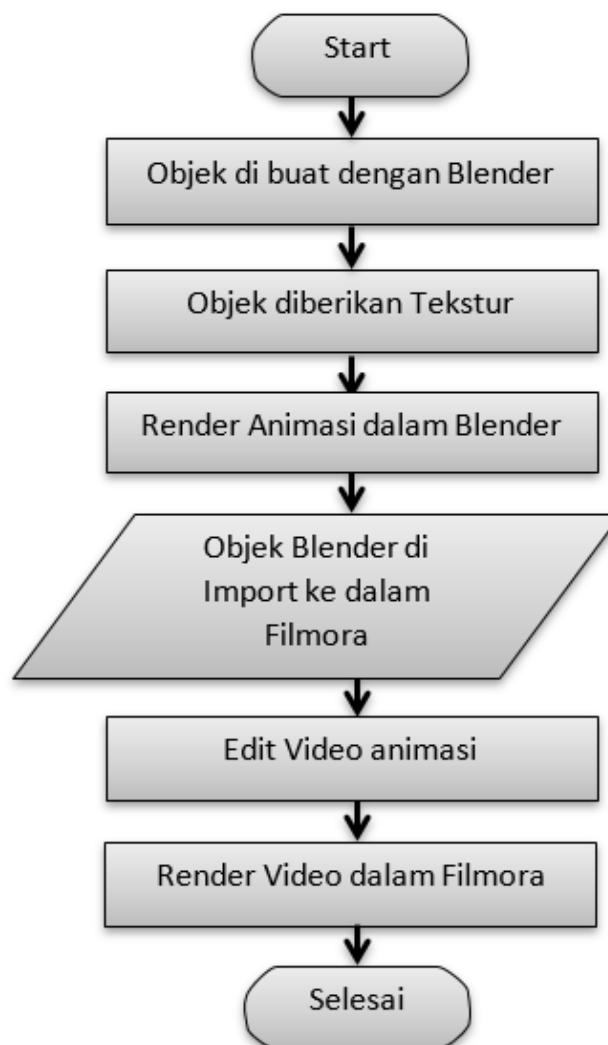 Start
Objek di buat dengan Blender
Objek diberikan Tekstur
Render Animasi dalam Blender
Objek Blender di
Import ke dalam
Filmora
Edit Video animasi
Render Video dalam Filmora
Selesai